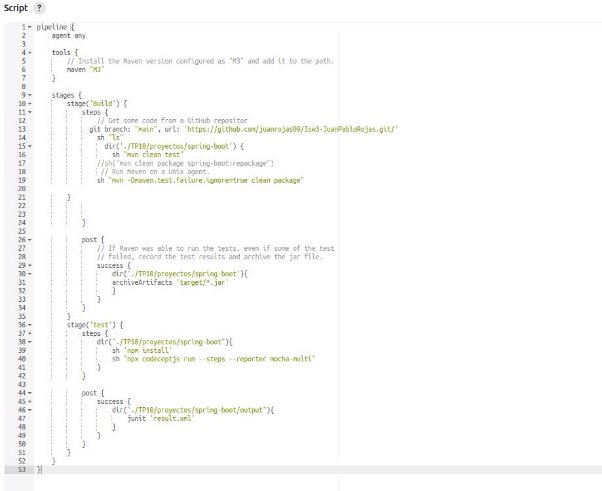 Script ?
1 pipeline {
2 agent any
3
4 tools {
5 // Install the Maven version configured as "M3" and add it to the path.
6 maven "M3"
7 }
8
9 stages {
10 stage('Build') {
11 steps {
12 // Get some code from a GitHub repositor
13 git branch: "main", url: 'https://github.com/juanrojas09/Isw3-JuanPabloRojas.git/'
14 sh "ls"
15 dir('./TP10/proyectos/spring-boot') {
16 sh "mvn clean test"
17 //sh("mvn clean package spring-boot:repackage")
18 // Run Maven on a Unix agent.
19 sh "mvn -Dmaven.test.failure.ignore=true clean package"
20
21 }
22
23
24 }
25
26 post {
27 // If Maven was able to run the tests, even if some of the test
28 // failed, record the test results and archive the jar file.
29 success {
30 dir('./TP10/proyectos/spring-boot'){
31 archiveArtifacts 'target/*.jar'
32 }
33 }
34 }
35 }
36 stage('test') {
37 steps {
38 dir("./TP10/proyectos/spring-boot"){
39 sh 'npm install'
40 sh "npx codeceptjs run --steps --reporter mocha-multi"
41 }
42 }
43
44 post {
45 success {
46 dir("./TP10/proyectos/spring-boot/output"){
47 junit 'result.xml'
48 }
49 }
50 }
51 }
52 }
53 }